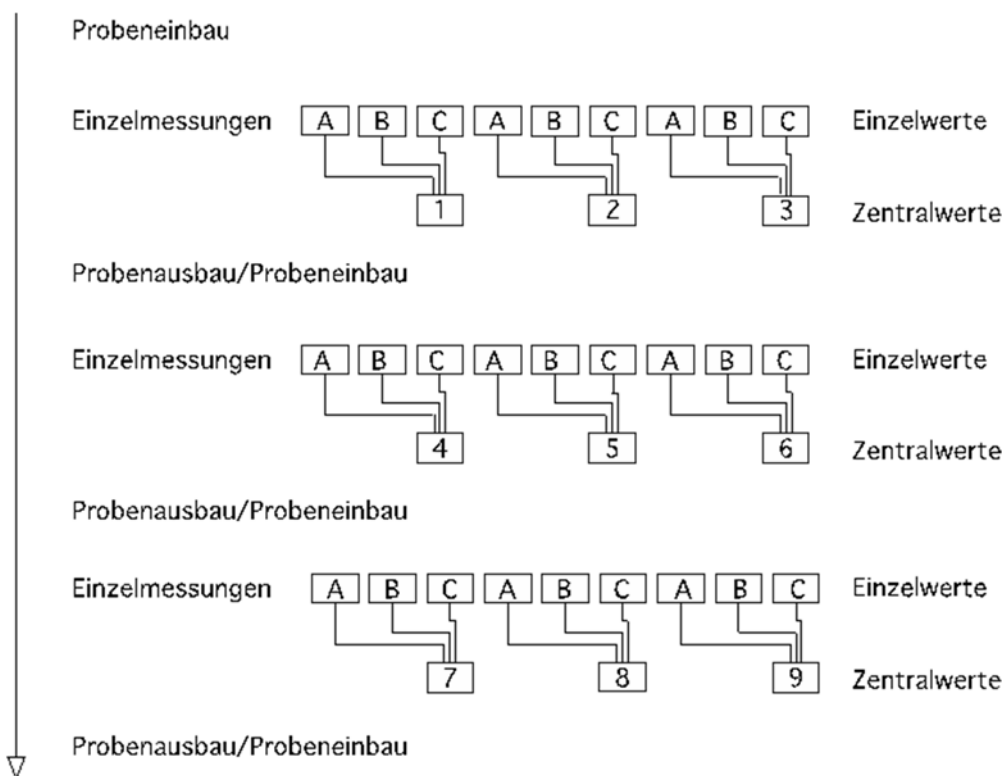 Probeneinbau
Einzelmessungen A B C A B C A B C Einzelwerte
1 2 3 Zentralwerte
Probenausbau/Probeneinbau
Einzelmessungen A B C A B C A B C Einzelwerte
4 5 6 Zentralwerte
Probenausbau/Probeneinbau
Einzelmessungen A B C A B C A B C Einzelwerte
7 8 9 Zentralwerte
Probenausbau/Probeneinbau